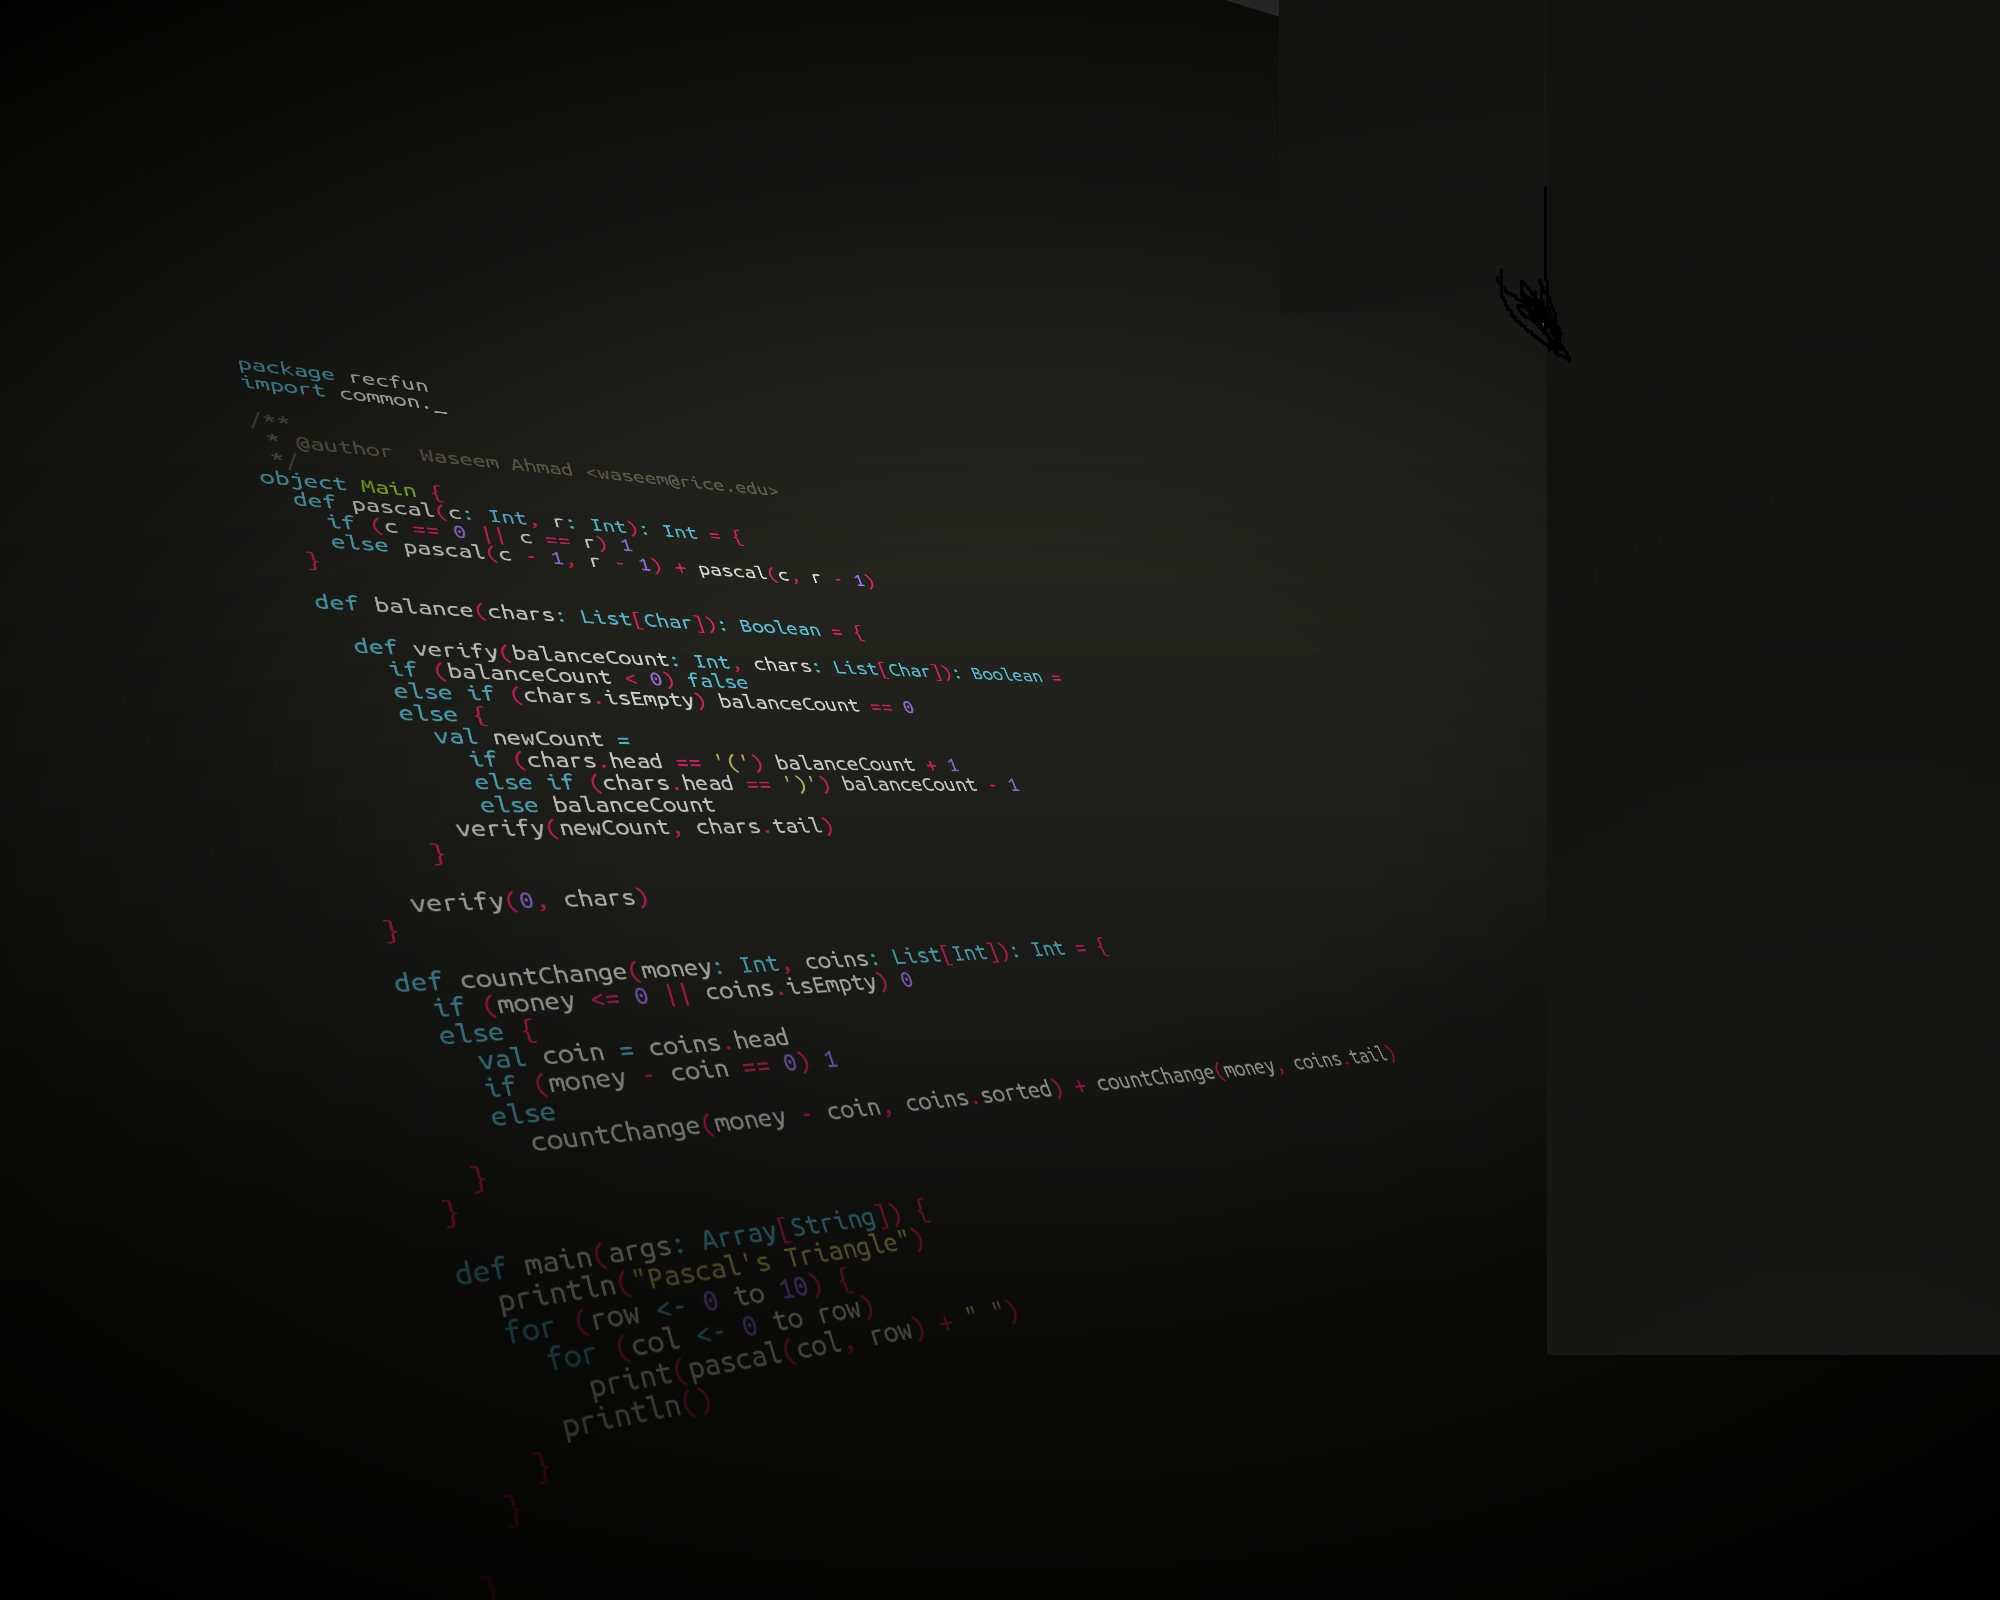 package recfun
import common._
/**
 * @author  Waseem Ahmad <waseem@rice.edu>
 */
object Main {
  def pascal(c: Int, r: Int): Int = {
    if (c == 0 || c == r) 1
    else pascal(c - 1, r - 1) + pascal(c, r - 1)
  }
  def balance(chars: List[Char]): Boolean = {
    def verify(balanceCount: Int, chars: List[Char]): Boolean =
      if (balanceCount < 0) false
      else if (chars.isEmpty) balanceCount == 0
      else {
        val newCount =
          if (chars.head == '(') balanceCount + 1
          else if (chars.head == ')') balanceCount - 1
          else balanceCount
        verify(newCount, chars.tail)
      }
    verify(0, chars)
  }
  def countChange(money: Int, coins: List[Int]): Int = {
    if (money <= 0 || coins.isEmpty) 0
    else {
      val coin = coins.head
      if (money - coin == 0) 1
      else
        countChange(money - coin, coins.sorted) + countChange(money, coins.tail)
    }
  }
  def main(args: Array[String]) {
    println("Pascal's Triangle")
    for (row <- 0 to 10) {
      for (col <- 0 to row)
        print(pascal(col, row) + " ")
      println()
    }
  }
}